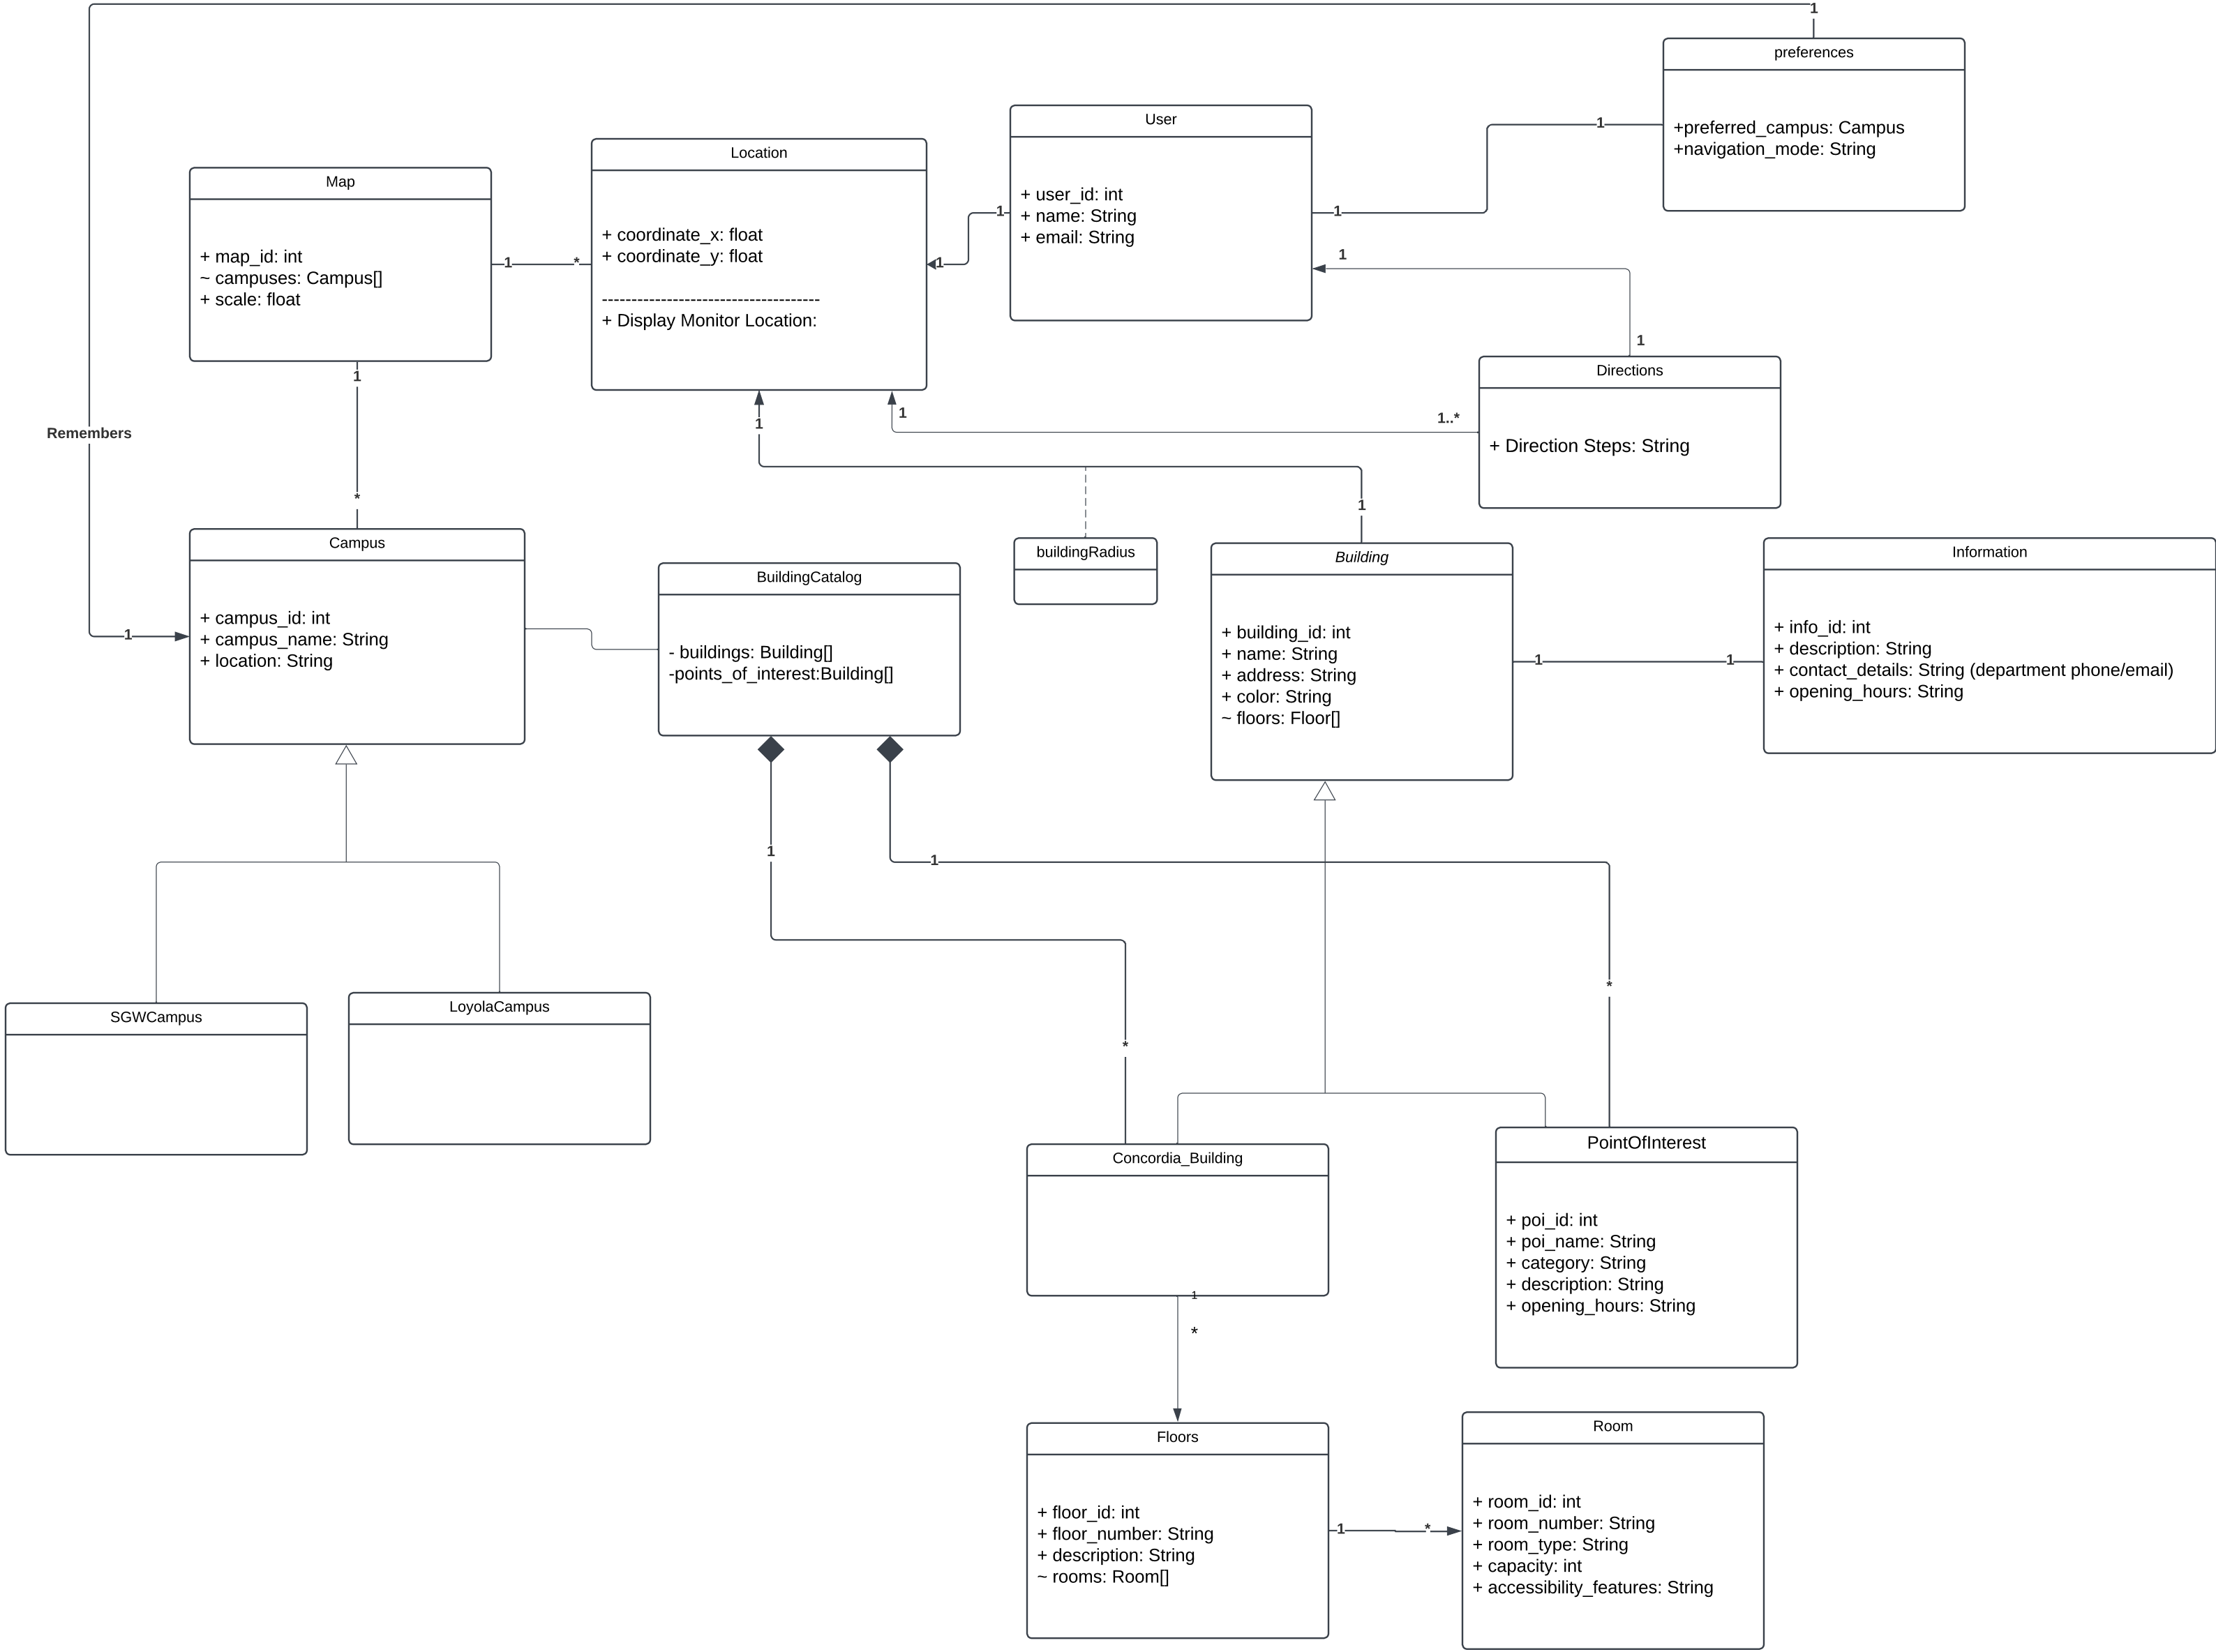 1
preferences
+preferred_campus: Campus
+navigation_mode: String
1
User
+ user_id: int
+ name: String
+ email: String
1
1
1
Location
+ coordinate_x: float
+ coordinate_y: float
-------------------------------------
+ Display Monitor Location:
Map
+ map_id: int
~ campuses: Campus[]
+ scale: float
1
*
1
1
Directions
+ Direction Steps: String
1
1..*
1
1
1
Remembers
*
1
Campus
+ campus_id: int
+ campus_name: String
+ location: String
BuildingCatalog
- buildings: Building[]
-points_of_interest:Building[]
buildingRadius
Building
+ building_id: int
+ name: String
+ address: String
+ color: String
~ floors: Floor[]
1
1
Information
+ info_id: int
+ description: String
+ contact_details: String (department phone/email)
+ opening_hours: String
1
1
*
*
SGWCampus
LoyolaCampus
Concordia_Building
PointOfInterest
+ poi_id: int
+ poi_name: String
+ category: String
+ description: String
+ opening_hours: String
1
*
Floors
+ floor_id: int
+ floor_number: String
+ description: String
~ rooms: Room[]
1
*
Room
+ room_id: int
+ room_number: String
+ room_type: String
+ capacity: int
+ accessibility_features: String